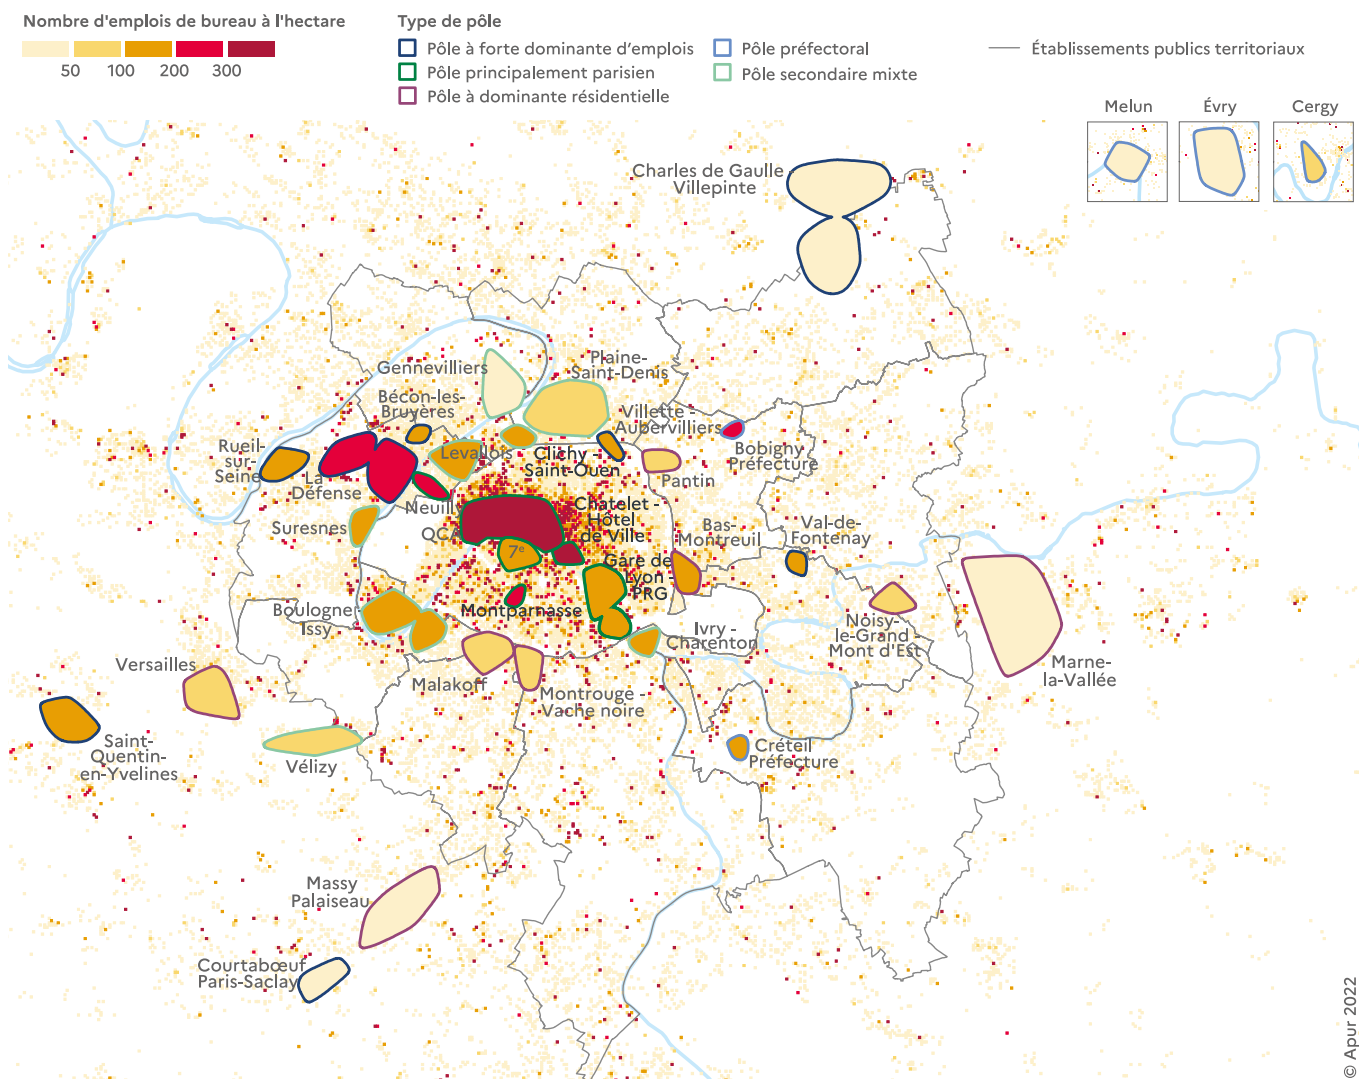 Nombre d'emplois de bureau à l'hectare
50 100 200 300
Type de pôle
Pôle à forte dominante d'emplois
Pôle principalement parisien
Pôle à dominante résidentielle
Pôle préfectoral
Pôle secondaire mixte
Établissements publics territoriaux
Melun
Évry
Cergy
Charles de Gaulle
Villepinte
Gennevilliers
Plaine-
Saint-Denis
Bécon-les-
Bruyères
Villette -
Aubervilliers
Rueil-
sur-
Seine
La
Défense
Levallois
Clichy -
Saint-Ouen
Bobigny
Préfecture
Pantin
Neuilly
Suresnes
QCA
Chatelet -
Hôtel
de Ville
7e
Bas-
Montreuil
Val-de-
Fontenay
Gare de
Lyon -
PRG
Boulogne-
Issy
Montparnasse
Ivry -
Charenton
Noisy-
le-Grand -
Mont d'Est
Marne-
la-Vallée
Versailles
Malakoff
Montrouge -
Vache noire
Saint-
Quentin-
en-Yvelines
Vélizy
Créteil
Préfecture
Massy
Palaiseau
Courtabœuf
Paris-Saclay
© Apur 2022